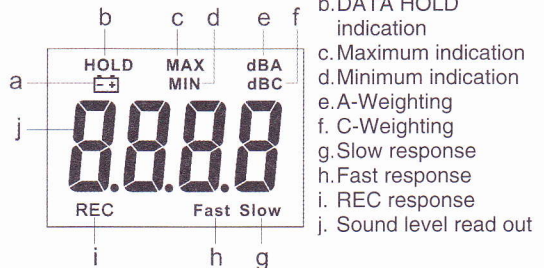 b c d e f
b.DATA HOLD
indication
c.Maximum indication
d.Minimum indication
e.A-Weighting
f. C-Weighting
g.Slow response
h.Fast response
i. REC response
j. Sound level read out
HOLD MAX dBA
a MIN dBC
j 8.8.8.8
REC Fast Slow
i h g